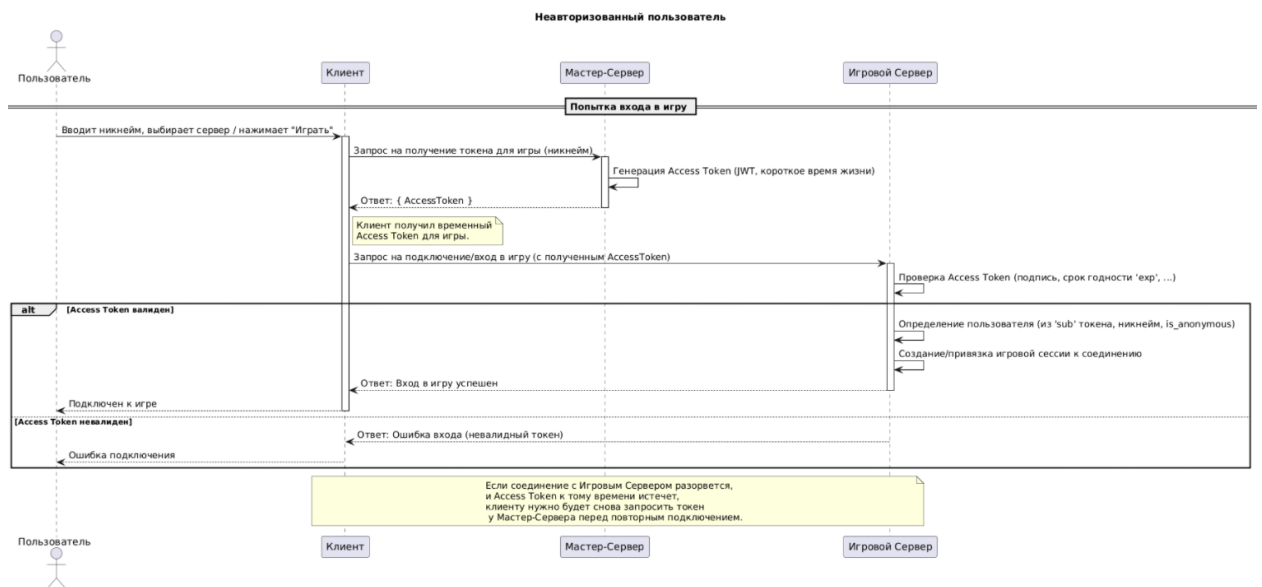 Неавторизованный пользователь
Пользователь
Клиент
Мастер-Сервер
Игровой Сервер
Попытка входа в игру
Вводит никнейм, выбирает сервер / нажимает "Играть"
Запрос на получение токена для игры (никнейм)
Генерация Access Token (JWT, короткое время жизни)
Ответ: { AccessToken }
Клиент получил временный
Access Token для игры.
Запрос на подключение/вход в игру (с полученным AccessToken)
Проверка Access Token (подпись, срок годности 'exp', ...)
alt
[Access Token валиден]
Определение пользователя (из 'sub' токена, никнейм, is_anonymous)
Создание/привязка игровой сессии к соединению
Ответ: Вход в игру успешен
Подключен к игре
[Access Token невалиден]
Ответ: Ошибка входа (невалидный токен)
Ошибка подключения
Если соединение с Игровым Сервером разорвется,
и Access Token к тому времени истечет,
клиенту нужно будет снова запросить токен
у Мастер-Сервера перед повторным подключением.
Пользователь
Клиент
Мастер-Сервер
Игровой Сервер